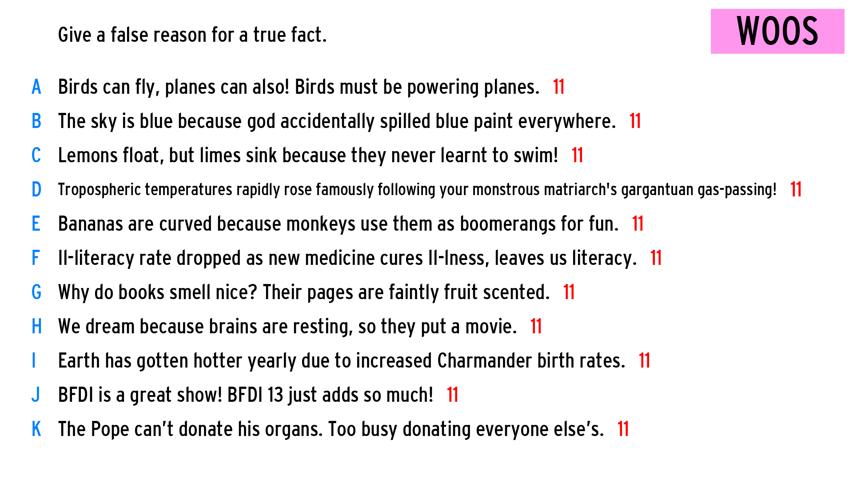 Give a false reason for a true fact.
WOOS
A Birds can fly, planes can also! Birds must be powering planes. 11
B The sky is blue because god accidentally spilled blue paint everywhere. 11
C Lemons float, but limes sink because they never learnt to swim! 11
D Tropospheric temperatures rapidly rose famously following your monstrous matriarch's gargantuan gas-passing! 11
E Bananas are curved because monkeys use them as boomerangs for fun. 11
F Il-literacy rate dropped as new medicine cures Il-lness, leaves us literacy. 11
G Why do books smell nice? Their pages are faintly fruit scented. 11
H We dream because brains are resting, so they put a movie. 11
I Earth has gotten hotter yearly due to increased Charmander birth rates. 11
J BFDI is a great show! BFDI 13 just adds so much! 11
K The Pope can’t donate his organs. Too busy donating everyone else’s. 11